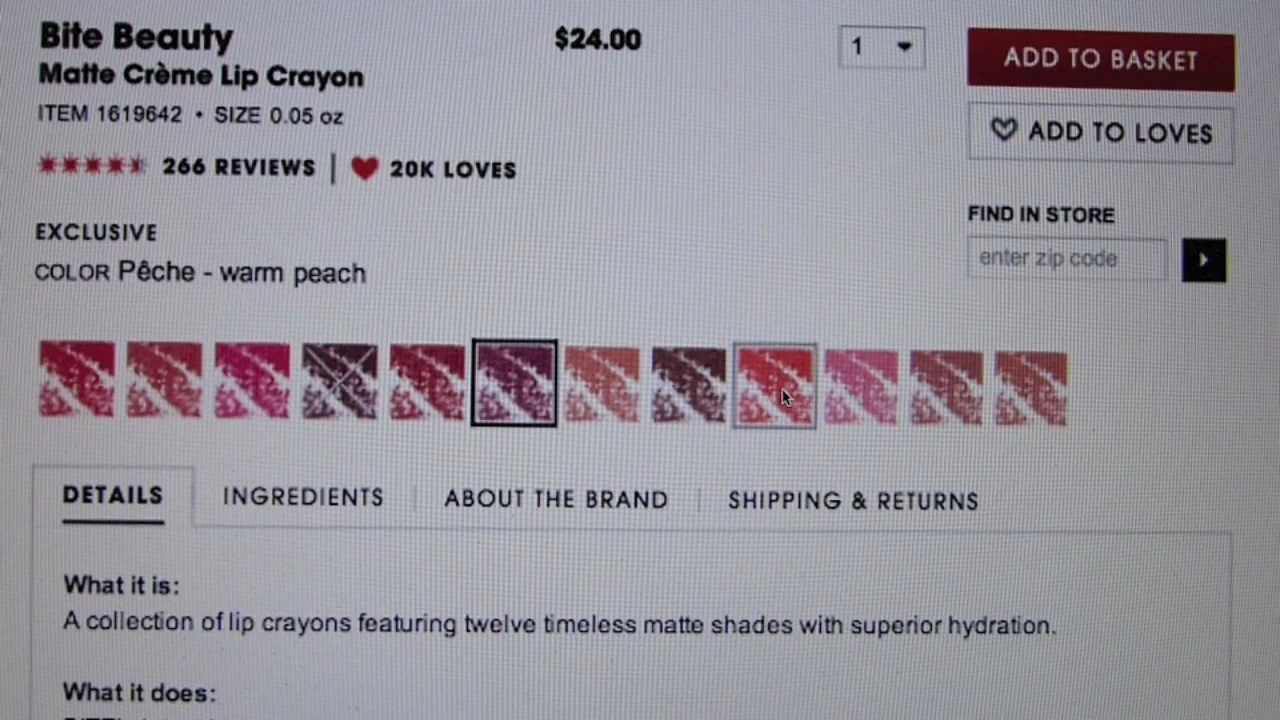 Bite Beauty
$24.00
1
ADD TO BASKET
Matte Crème Lip Crayon
ITEM 1619642 • SIZE 0.05 oz
ADD TO LOVES
266 REVIEWS | 20K LOVES
FIND IN STORE
EXCLUSIVE
enter zip code
COLOR Pêche - warm peach
DETAILS
INGREDIENTS
ABOUT THE BRAND
SHIPPING & RETURNS
What it is:
A collection of lip crayons featuring twelve timeless matte shades with superior hydration.
What it does: